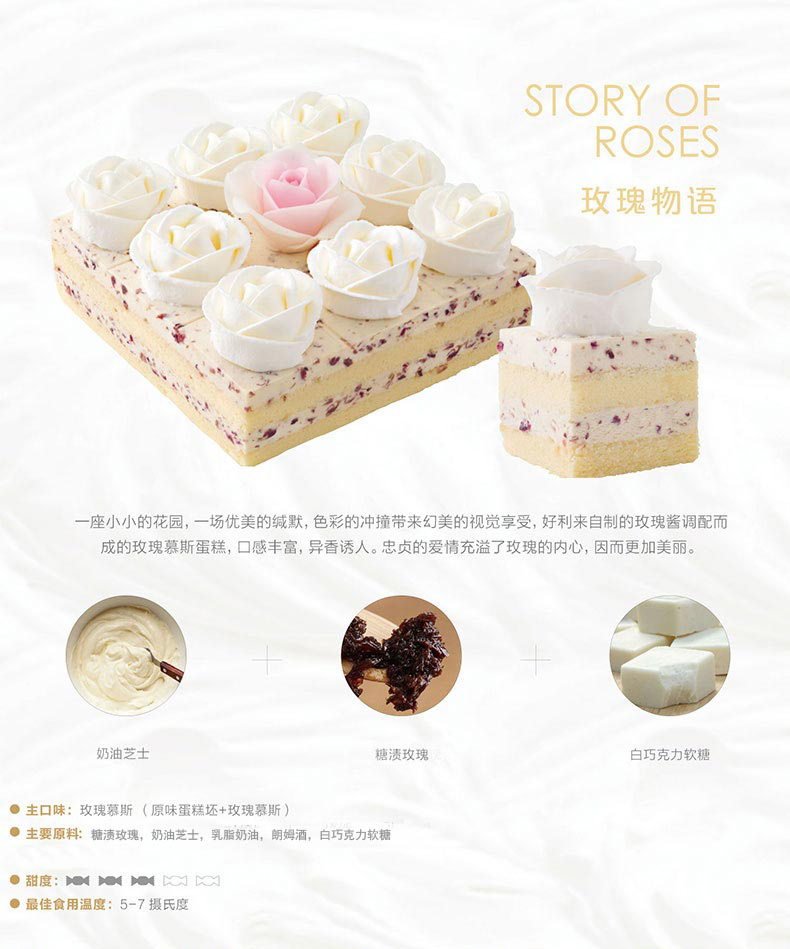 STORY OF
ROSES
玫瑰物语
一座小小的花园，一场优美的缄默，色彩的冲撞带来幻美的视觉享受，好利来自制的玫瑰酱调配而
成的玫瑰慕斯蛋糕，口感丰富，异香诱人。忠贞的爱情充溢了玫瑰的内心，因而更加美丽。
奶油芝士
糖渍玫瑰
白巧克力软糖
主口味：玫瑰慕斯（原味蛋糕坯+玫瑰慕斯）
主要原料：糖渍玫瑰，奶油芝士，乳脂奶油，朗姆酒，白巧克力软糖
甜度：
最佳食用温度：5-7 摄氏度